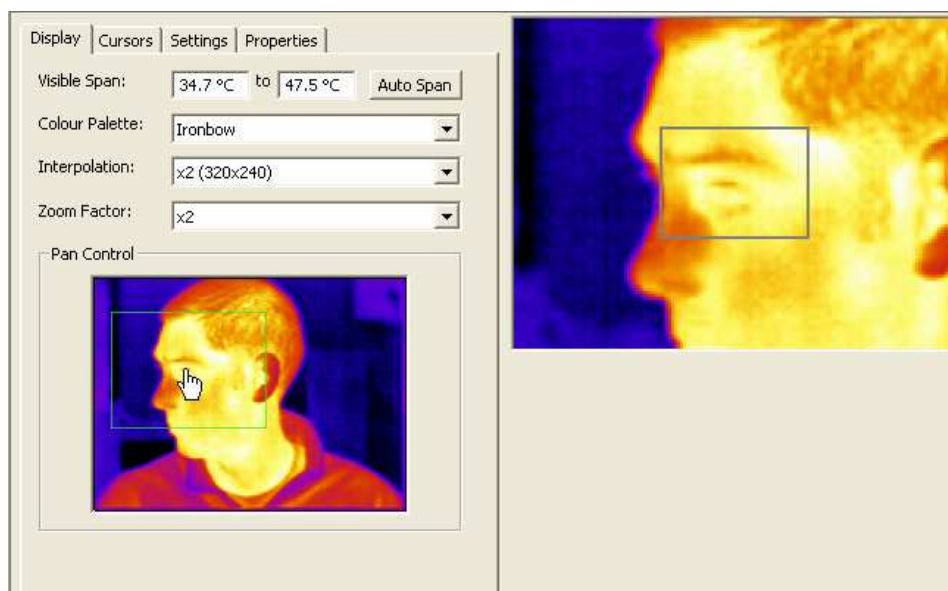 Display Cursors Settings Properties
Visible Span: 34.7 °C to 47.5 °C Auto Span
Colour Palette: Ironbow
Interpolation: x2 (320x240)
Zoom Factor: x2
Pan Control